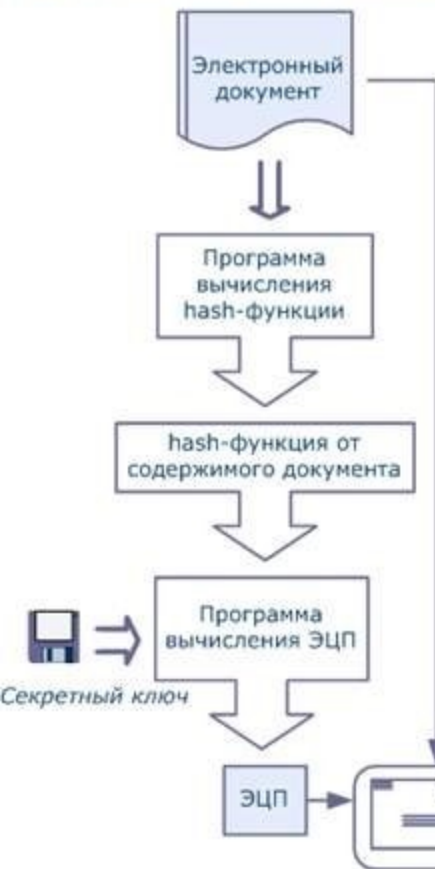 Электронный
документ
Программа
вычисления
hash-функции
hash-функция от
содержимого документа
Программа
вычисления ЭЦП
Секретный ключ
ЭЦП